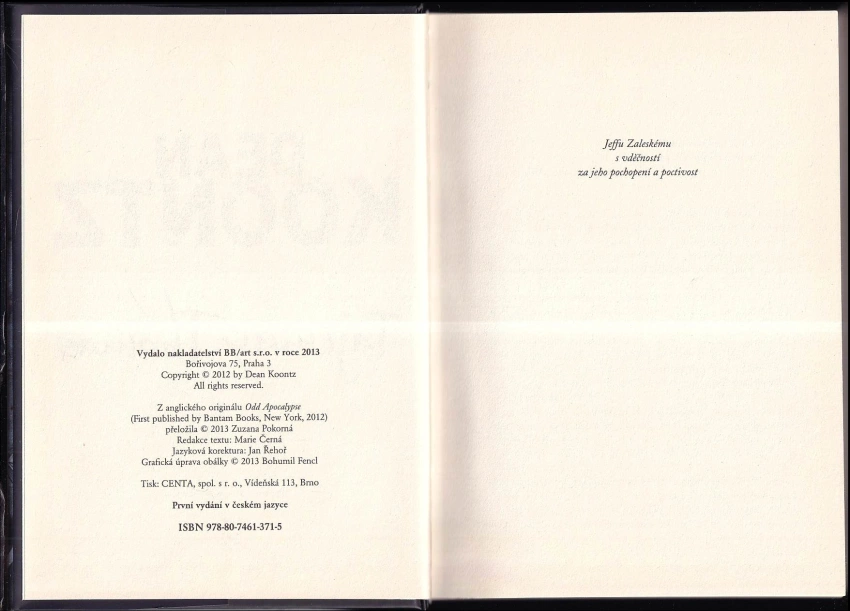 Vydalo nakladatelství BB/art s.r.o. v roce 2013
Bořivojova 75, Praha 3
Copyright © 2012 by Dean Koontz
All rights reserved.
Z anglického originálu Odd Apocalypse
(First published by Bantam Books, New York, 2012)
přeložila © 2013 Zuzana Pokorná
Redakce textu: Marie Černá
Jazyková korektura: Jan Řehoř
Grafická úprava obálky © 2013 Bohumil Fencl
Tisk: CENTA, spol. s r. o., Vídeňská 113, Brno
První vydání v českém jazyce
ISBN 978-80-7461-371-5
Jeffu Zaleskému
s vděčností
za jeho pochopení a poctivost